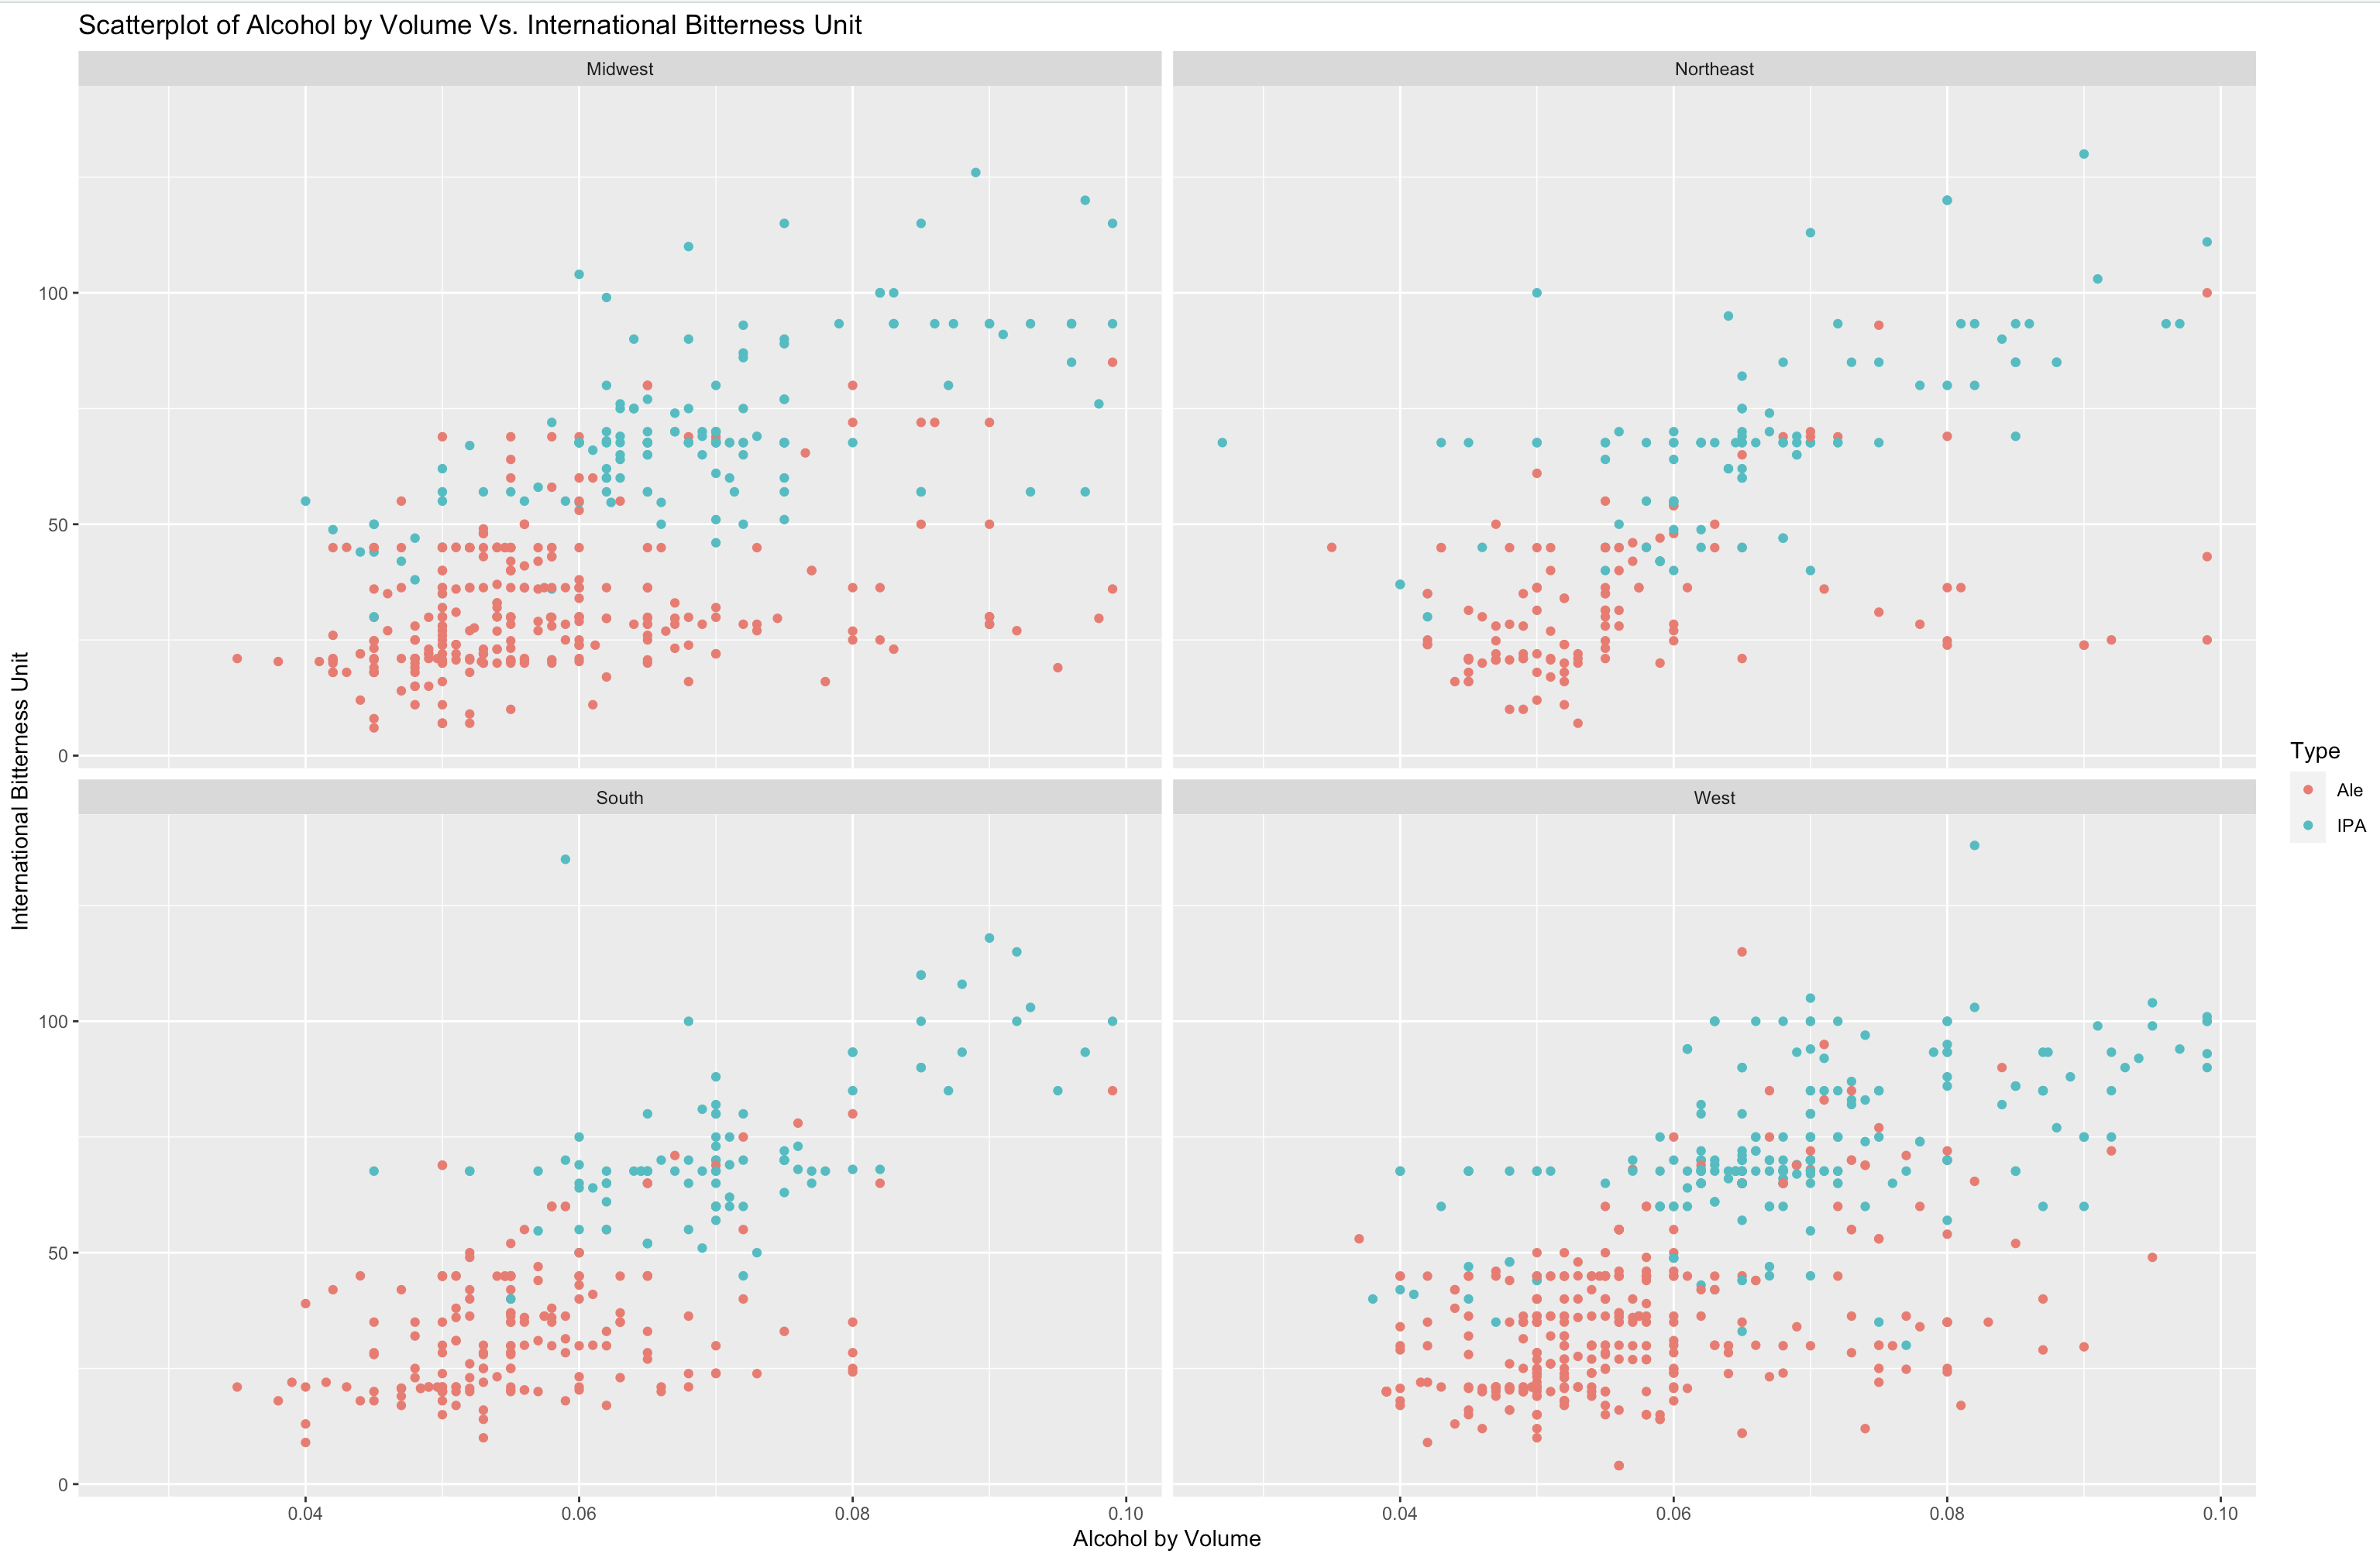 Scatterplot of Alcohol by Volume Vs. International Bitterness Unit
Midwest
Northeast
100
50
0
South
West
100
50
0
0.04
0.06
0.08
0.10
0.04
0.06
0.08
0.10
Alcohol by Volume
International Bitterness Unit
Type
Ale
IPA